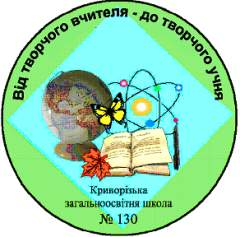 Від творчого вчителя - до творчого учня
Криворізька
загальноосвітня школа
№ 130